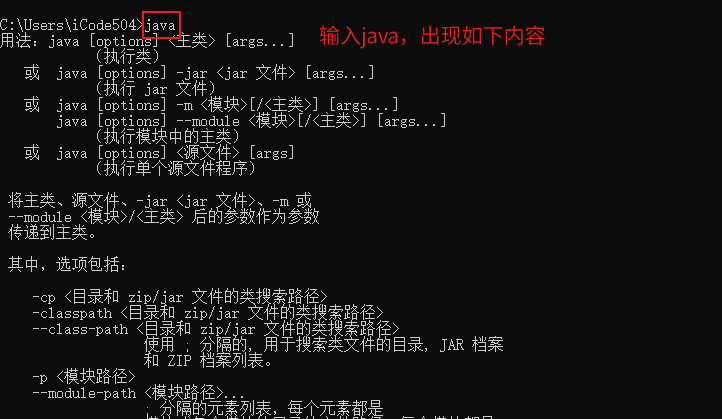 C:\Users\iCode504>java
输入java，出现如下内容
用法：java [options] <主类> [args...]
(执行类)
或 java [options] -jar <jar 文件> [args...]
(执行 jar 文件)
或 java [options] -m <模块>[/<主类>] [args...]
java [options] --module <模块>[/<主类>] [args...]
(执行模块中的主类)
或 java [options] <源文件> [args]
(执行单个源文件程序)
将主类、源文件、-jar <jar 文件>、-m 或
--module <模块>/<主类> 后的参数作为参数
传递到主类。
其中，选项包括：
-cp <目录和 zip/jar 文件的类搜索路径>
-classpath <目录和 zip/jar 文件的类搜索路径>
--class-path <目录和 zip/jar 文件的类搜索路径>
使用 ; 分隔的, 用于搜索类文件的目录, JAR 档案
和 ZIP 档案列表。
-p <模块路径>
--module-path <模块路径>...
; 分隔的元素列表，每个元素都是